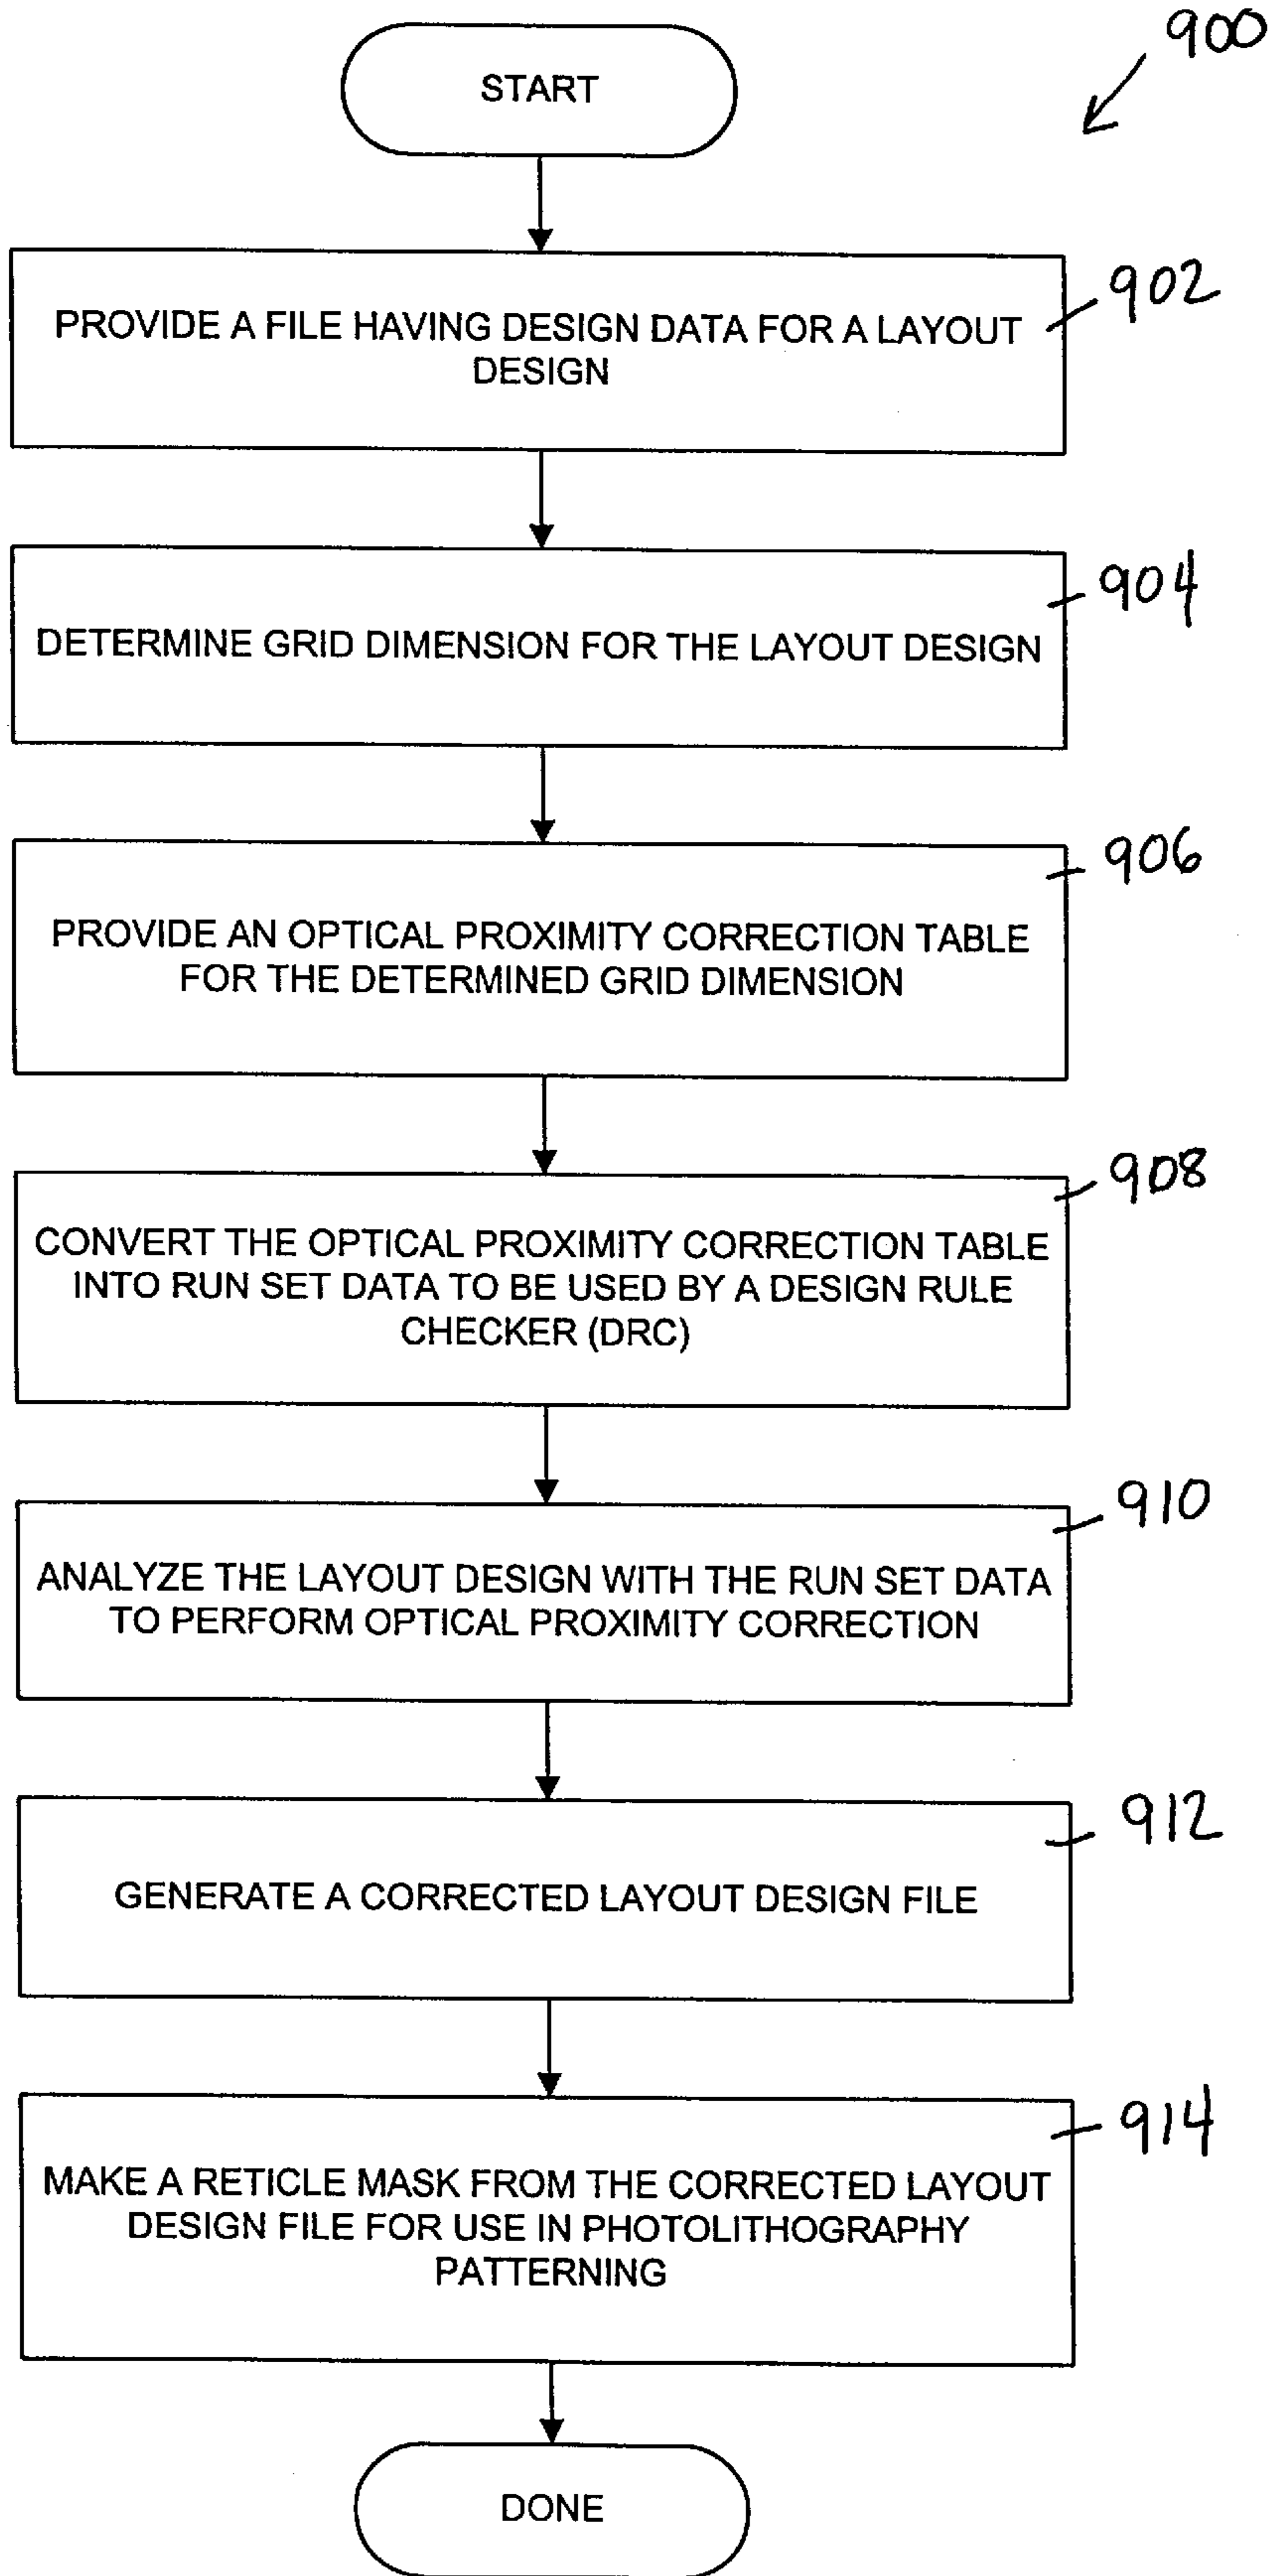 900
START
902
PROVIDE A FILE HAVING DESIGN DATA FOR A LAYOUT
DESIGN
904
DETERMINE GRID DIMENSION FOR THE LAYOUT DESIGN
906
PROVIDE AN OPTICAL PROXIMITY CORRECTION TABLE
FOR THE DETERMINED GRID DIMENSION
908
CONVERT THE OPTICAL PROXIMITY CORRECTION TABLE
INTO RUN SET DATA TO BE USED BY A DESIGN RULE
CHECKER (DRC)
910
ANALYZE THE LAYOUT DESIGN WITH THE RUN SET DATA
TO PERFORM OPTICAL PROXIMITY CORRECTION
912
GENERATE A CORRECTED LAYOUT DESIGN FILE
914
MAKE A RETICLE MASK FROM THE CORRECTED LAYOUT
DESIGN FILE FOR USE IN PHOTOLITHOGRAPHY
PATTERNING
DONE